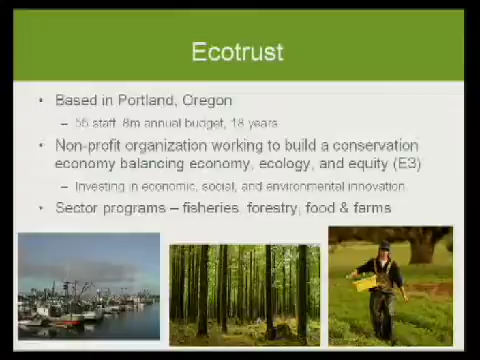 Ecotrust
• Based in Portland, Oregon
– 55 staff, 8m annual budget, 18 years
• Non-profit organization working to build a conservation
economy balancing economy, ecology, and equity (E3)
– Investing in economic, social, and environmental innovation
• Sector programs – fisheries, forestry, food & farms